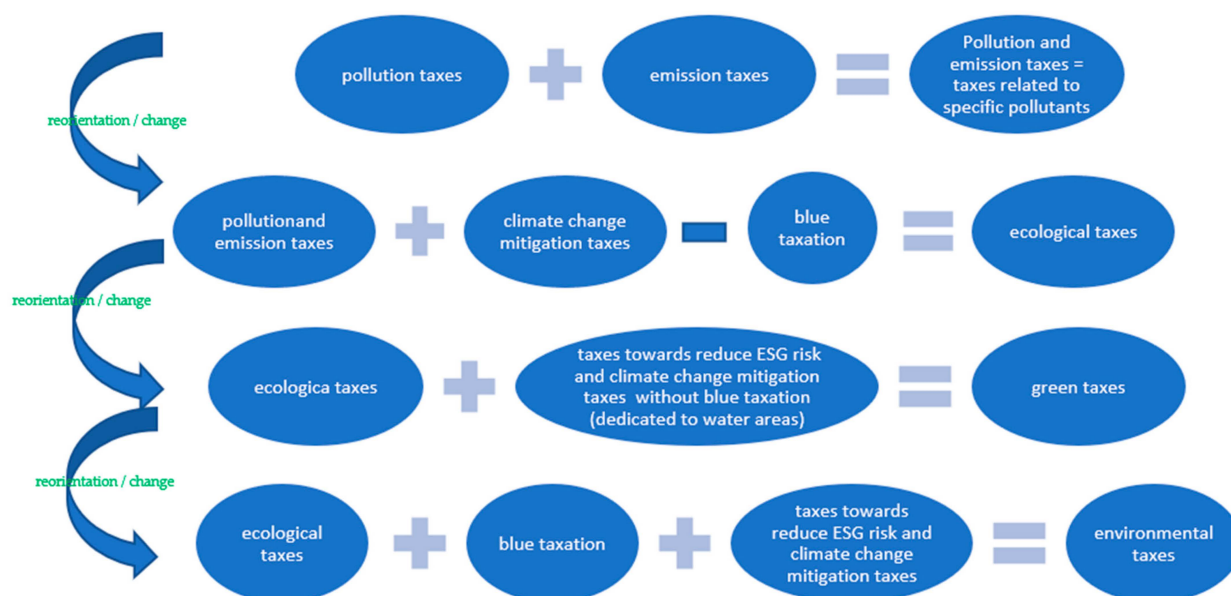 pollution taxes
emission taxes
Pollution and
emission taxes =
taxes related to
specific pollutants
reorientation / change
pollutionand
emission taxes
climate change
mitigation taxes
blue
taxation
ecological taxes
reorientation / change
ecologica taxes
taxes towards reduce ESG risk
and climate change mitigation
taxes without blue taxation
(dedicated to water areas)
green taxes
reorientation / change
ecological
taxes
blue taxation
taxes towards
reduce ESG risk and
climate change
mitigation taxes
environmental
taxes